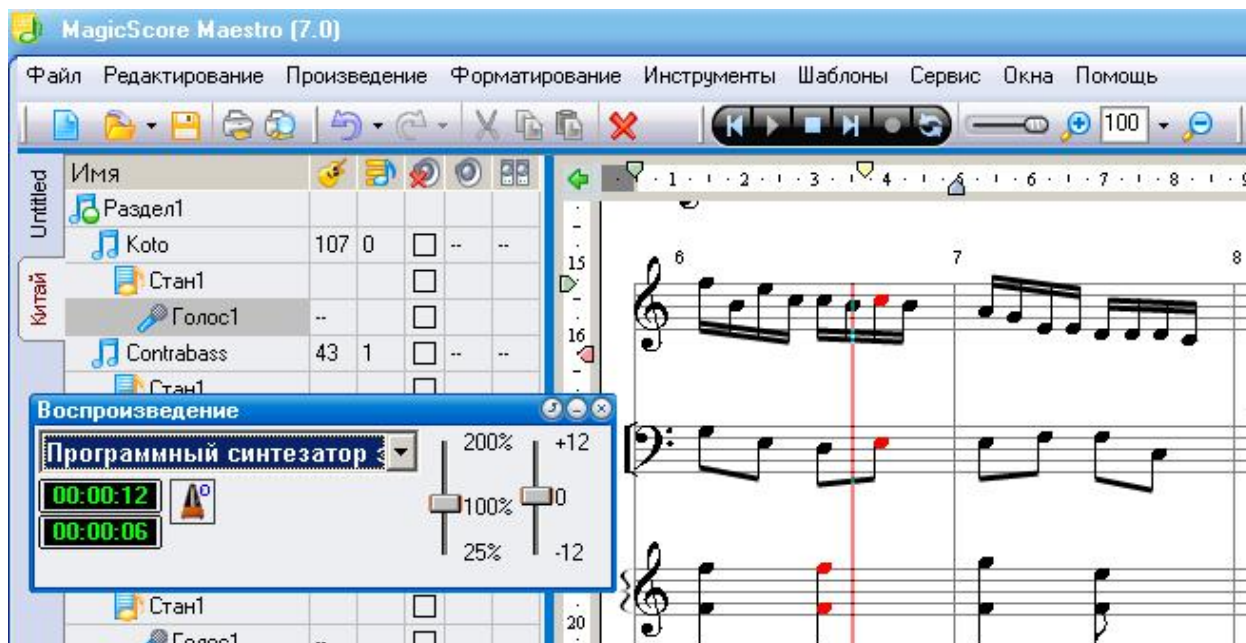 MagicScore Maestro (7.0)
Файл Редактирование Произведение Форматирование Инструменты Шаблоны Сервис Окна Помощь
100
Untitled
Китай
Имя
Раздел1
Koto 107 0 -- --
Стан1
Голос1 --
Contrabass 43 1 -- --
Стан1
Воспроизведение
Программный синтезатор
200% +12
00:00:12
100% 0
00:00:06
25% -12
Стан1
Голос1 --
1 2 3 4 5 6 7 8 9
15
16
20
6 7 8